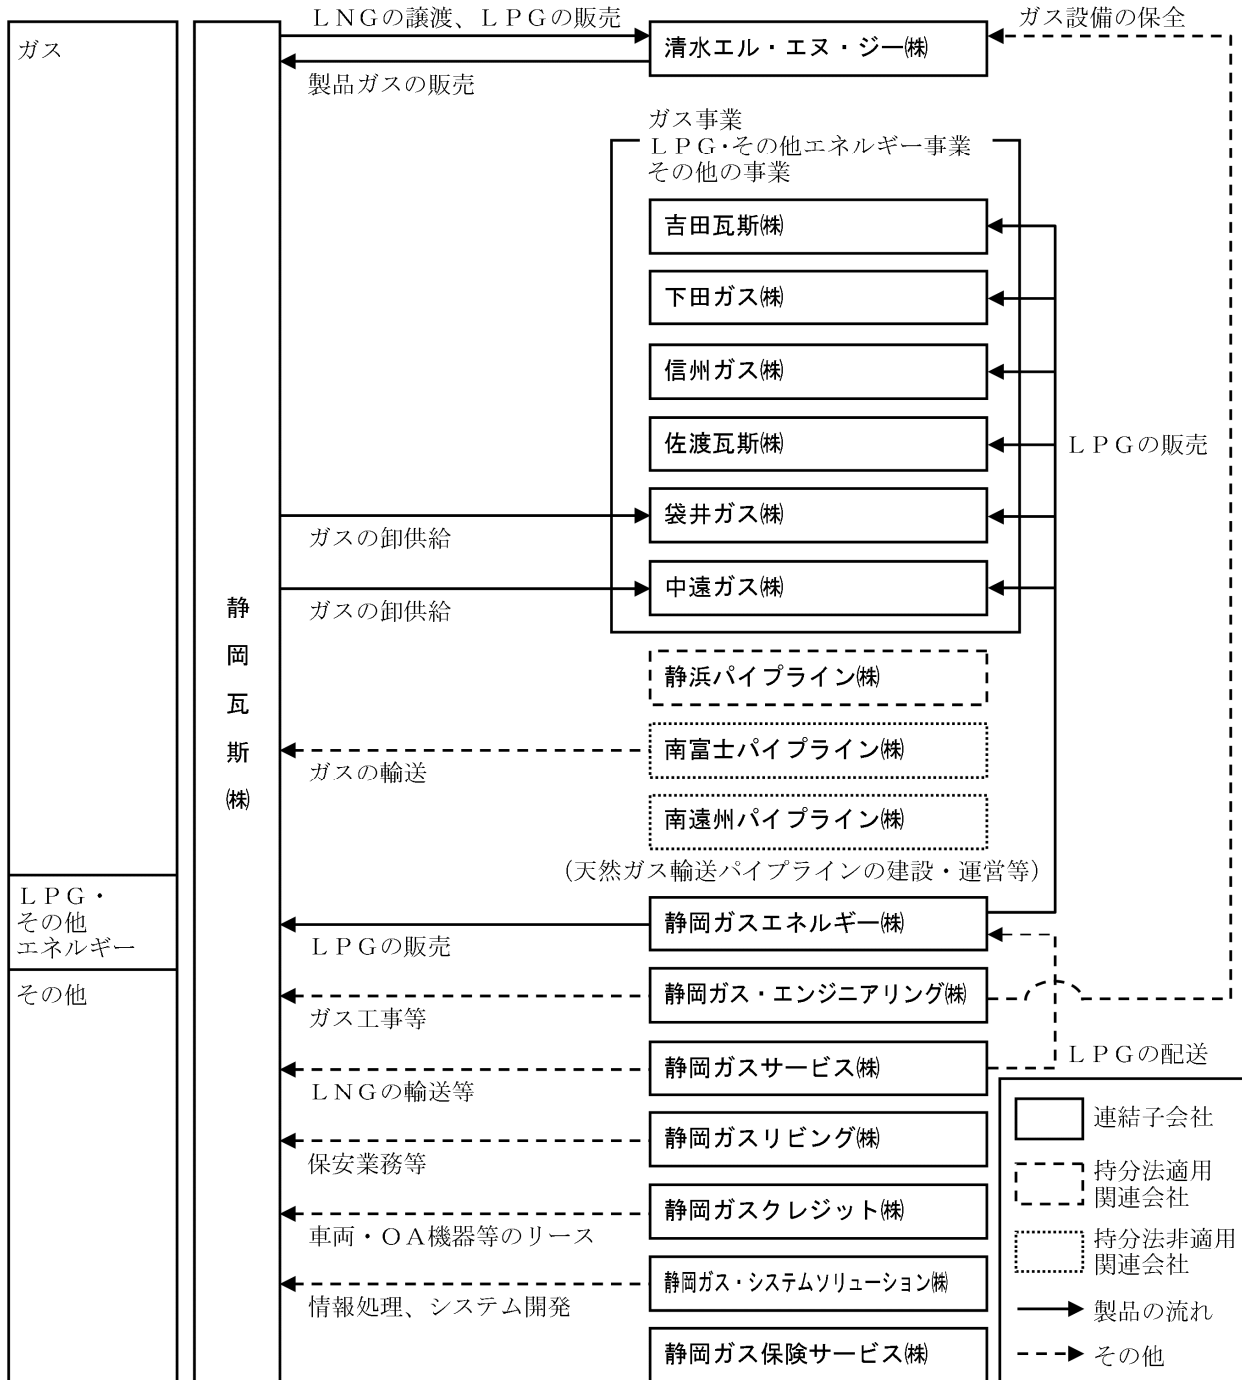 ＬＮＧの譲渡、ＬＰＧの販売
ガス設備の保全
ガス
清水エル・エヌ・ジー㈱
製品ガスの販売
ガス事業
ＬＰＧ・その他エネルギー事業
その他の事業
吉田瓦斯㈱
下田ガス㈱
信州ガス㈱
佐渡瓦斯㈱
ＬＰＧの販売
袋井ガス㈱
ガスの卸供給
中遠ガス㈱
ガスの卸供給
静岡瓦斯㈱
静浜パイプライン㈱
南富士パイプライン㈱
ガスの輸送
南遠州パイプライン㈱
（天然ガス輸送パイプラインの建設・運営等）
ＬＰＧ・
その他
エネルギー
静岡ガスエネルギー㈱
ＬＰＧの販売
その他
静岡ガス・エンジニアリング㈱
ガス工事等
静岡ガスサービス㈱
ＬＰＧの配送
ＬＮＧの輸送等
静岡ガスリビング㈱
保安業務等
静岡ガスクレジット㈱
車両・ＯＡ機器等のリース
静岡ガス・システムソリューション㈱
情報処理、システム開発
静岡ガス保険サービス㈱
連結子会社
持分法適用
関連会社
持分法非適用
関連会社
製品の流れ
その他